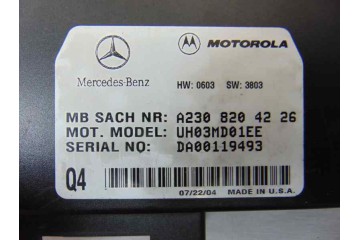 MOTOROLA
Mercedes-Benz
HW: 0603 SW: 3803
MB SACH NR: A230 820 42 26
MOT. MODEL: UH03MD01EE
SERIAL NO: DA00119493
Q4
07/22/04 MADE IN U.S.A.